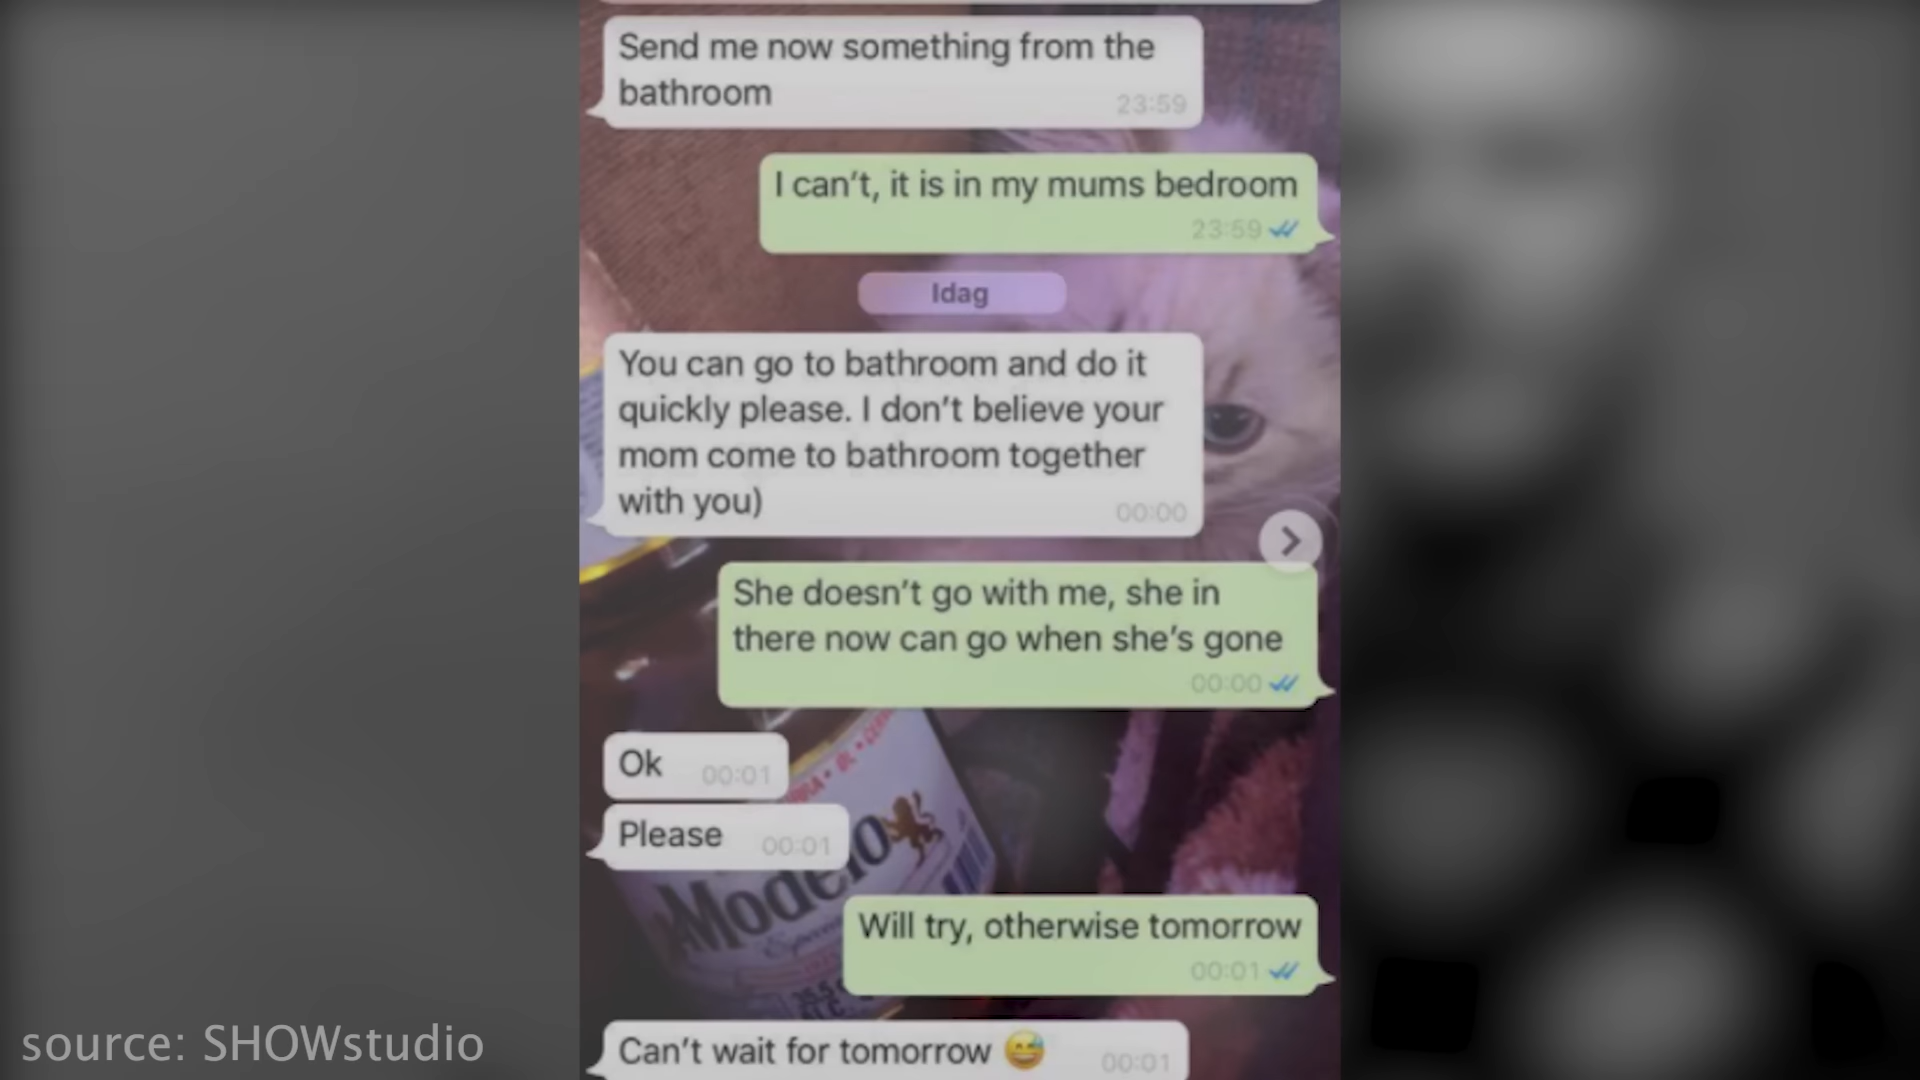 Send me now something from the
bathroom
23:59
I can't, it is in my mums bedroom
23:59
Idag
You can go to bathroom and do it
quickly please. I don't believe your
mom come to bathroom together
with you)
00:00
She doesn't go with me, she in
there now can go when she's gone
00:00
Ok 00:01
Please 00:01
Modelo
Will try, otherwise tomorrow
00:01
Can't wait for tomorrow 😅 00:01
source: SHOWstudio